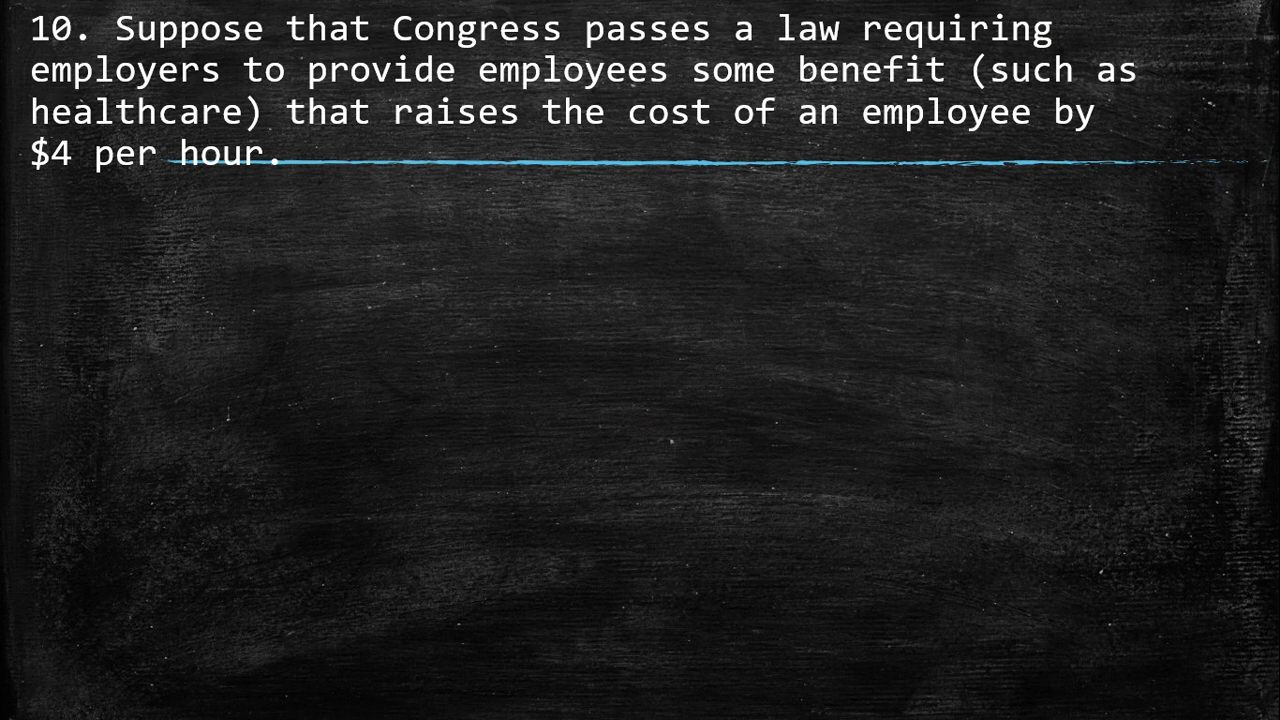 10. Suppose that Congress passes a law requiring
employers to provide employees some benefit (such as
healthcare) that raises the cost of an employee by
$4 per hour.